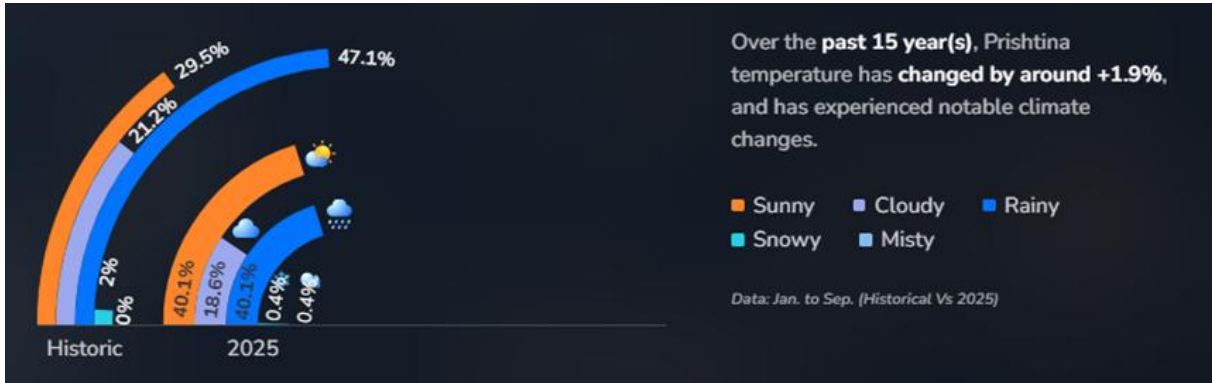 29.5%
47.1%
21.2%
2%
0%
40.1%
18.6%
40.1%
0.4%
0.4%
Historic
2025
Over the past 15 year(s), Prishtina
temperature has changed by around +1.9%,
and has experienced notable climate
changes.
Sunny Cloudy Rainy
Snowy Misty
Data: Jan. to Sep. (Historical Vs 2025)